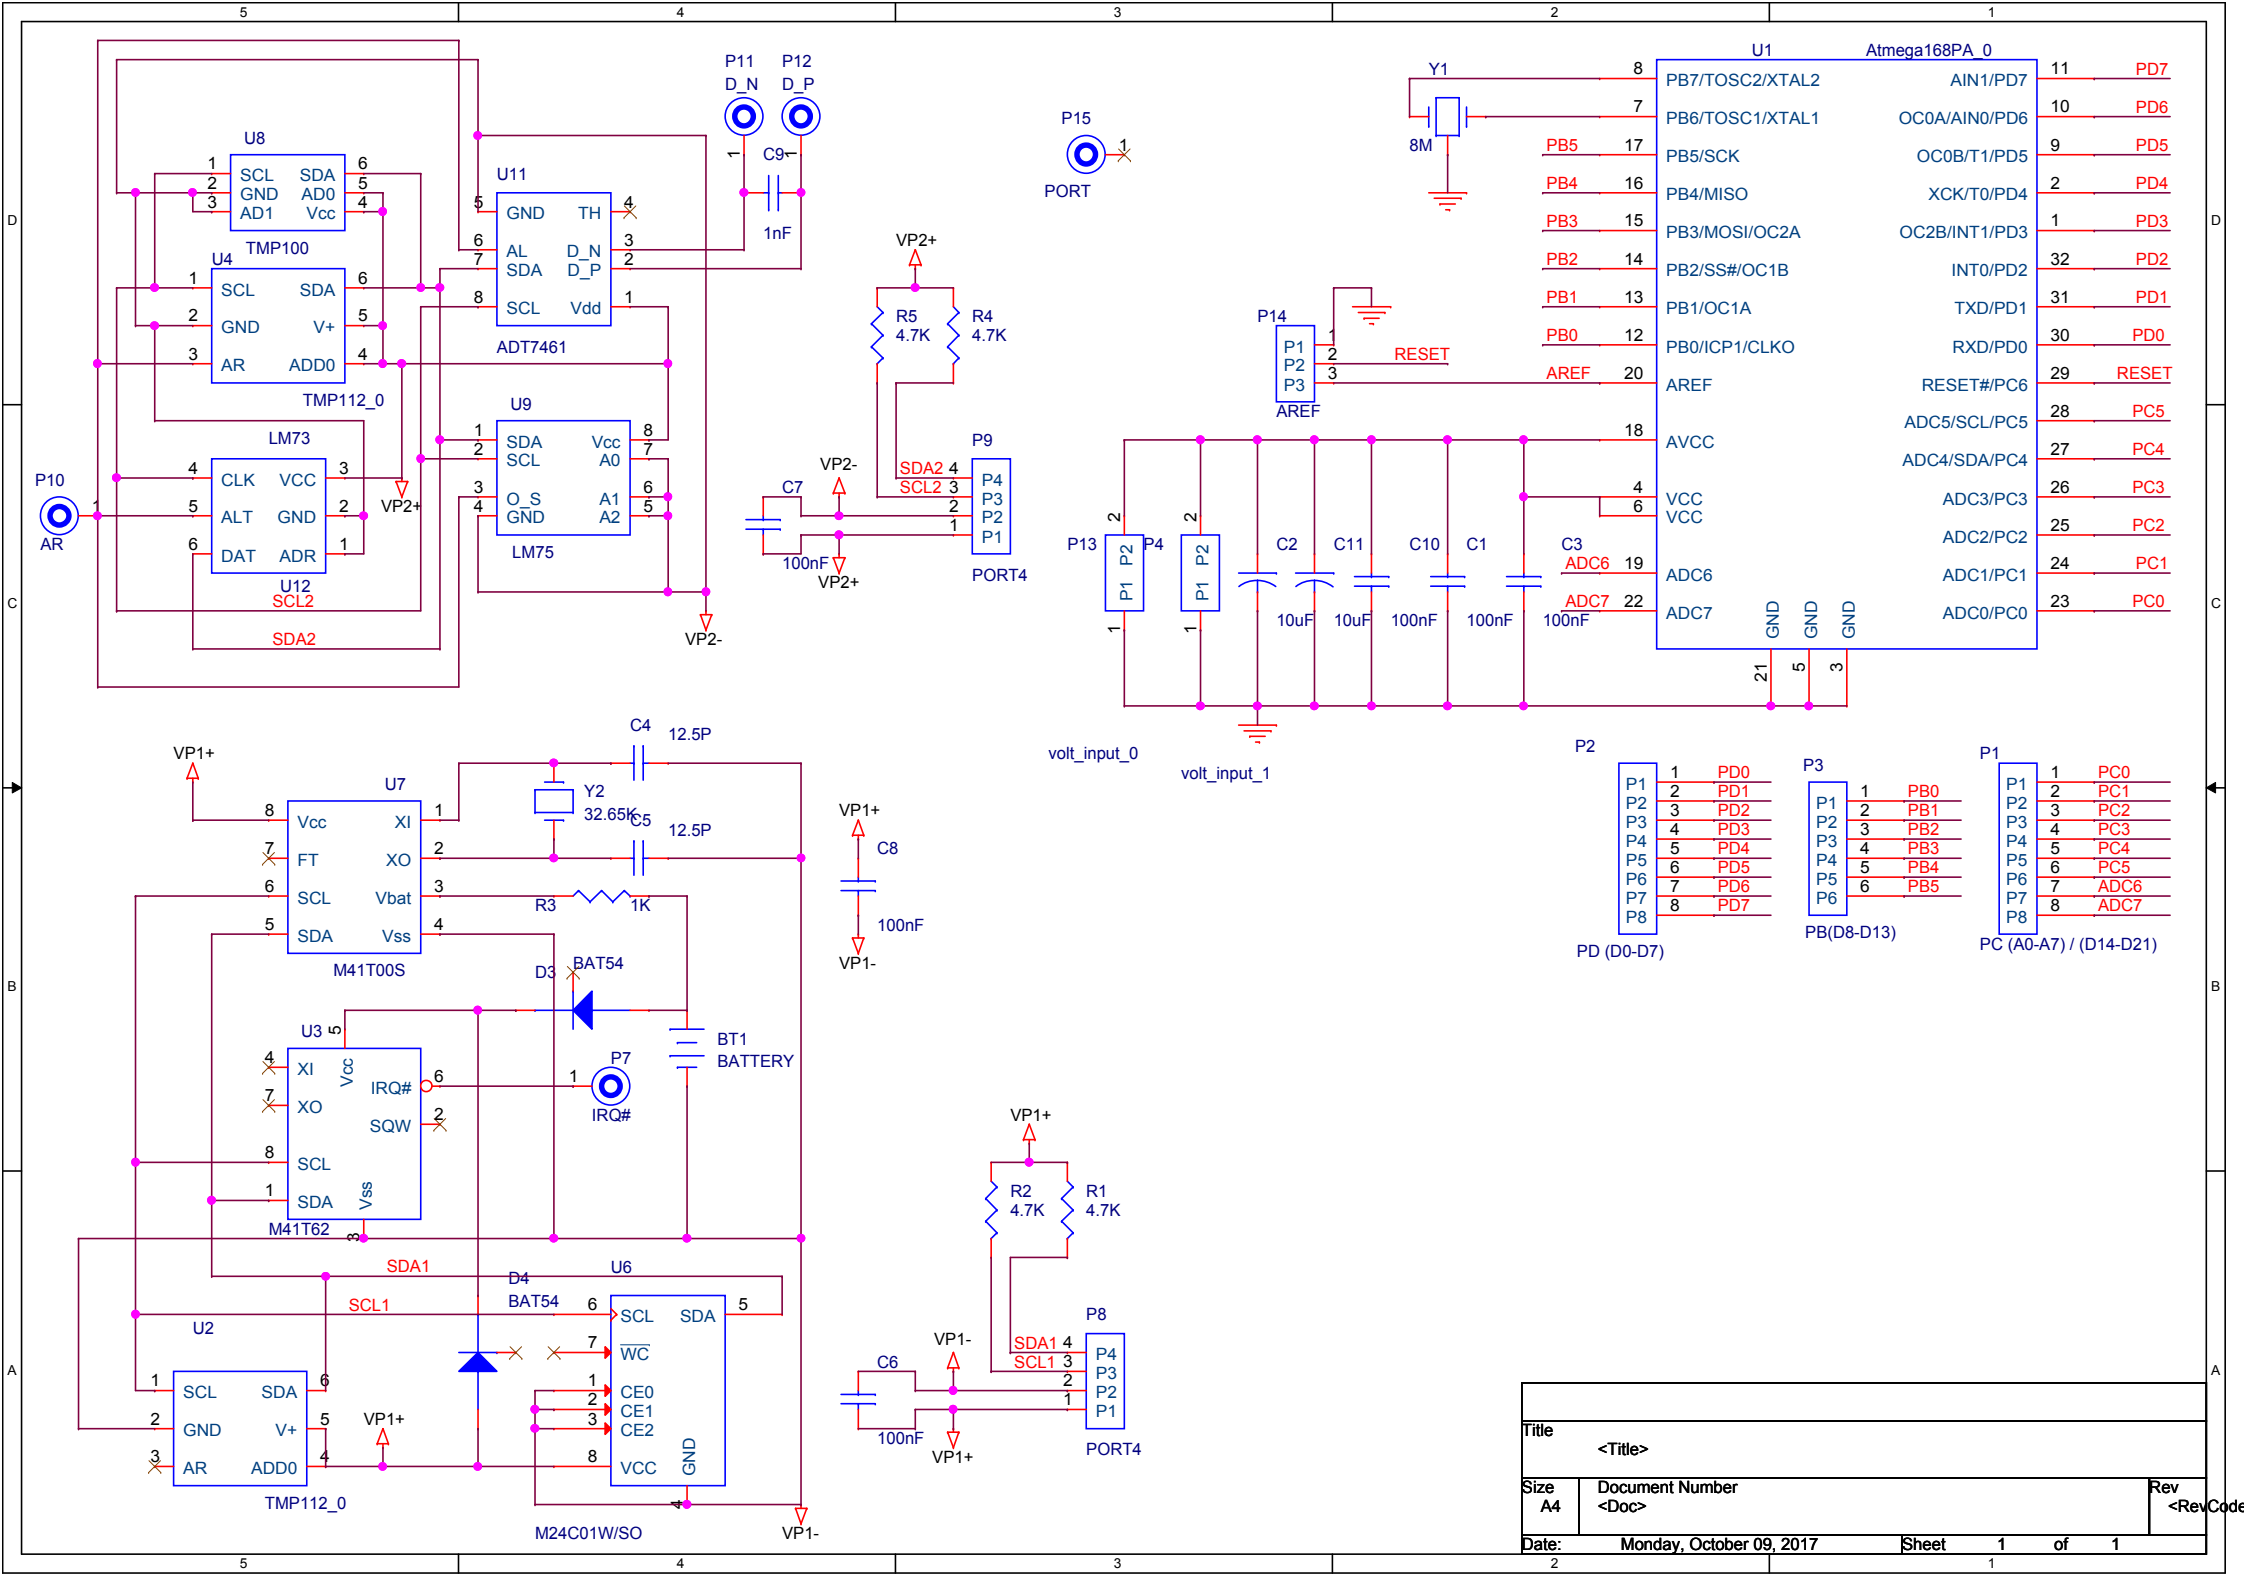 5 4 3 2 1
D
C
B
A
D
C
B
A
U8
1 SCL SDA 6
2 GND AD0 5
3 AD1 Vcc 4
TMP100
U4
1 SCL SDA 6
2 GND V+ 5
3 AR ADD0 4
TMP112_0
LM73
4 CLK VCC 3
5 ALT GND 2
6 DAT ADR 1
U12
VP2+
P10
1
AR
SCL2
SDA2
U11
5 GND TH 4
6 AL D_N 3
7 SDA D_P 2
8 SCL Vdd 1
ADT7461
U9
1 SDA Vcc 8
2 SCL A0 7
3 O_S A1 6
4 GND A2 5
LM75
VP2-
P11 P12
D_N D_P
1 1
C9
1nF
P15
1
PORT
VP2+
R5 R4
4.7K 4.7K
P9
SDA2 4 P4
SCL2 3 P3
2 P2
1 P1
PORT4
VP2-
C7
100nF
VP2+
Y1
8M
P14
P1 1
P2 2 RESET
P3 3
AREF
U1 Atmega168PA_0
8 PB7/TOSC2/XTAL2 AIN1/PD7 11 PD7
7 PB6/TOSC1/XTAL1 OC0A/AIN0/PD6 10 PD6
PB5 17 PB5/SCK OC0B/T1/PD5 9 PD5
PB4 16 PB4/MISO XCK/T0/PD4 2 PD4
PB3 15 PB3/MOSI/OC2A OC2B/INT1/PD3 1 PD3
PB2 14 PB2/SS#/OC1B INT0/PD2 32 PD2
PB1 13 PB1/OC1A TXD/PD1 31 PD1
PB0 12 PB0/ICP1/CLKO RXD/PD0 30 PD0
AREF 20 AREF RESET#/PC6 29 RESET
ADC5/SCL/PC5 28 PC5
18 AVCC ADC4/SDA/PC4 27 PC4
4 VCC ADC3/PC3 26 PC3
6 VCC
ADC2/PC2 25 PC2
ADC6 19 ADC6 ADC1/PC1 24 PC1
ADC7 22 ADC7 ADC0/PC0 23 PC0
GND GND GND
21 5 3
2 2
P13 P2 P1 P4 P2 P1
1 1
C2 C11 C10 C1 C3
10uF 10uF 100nF 100nF 100nF
volt_input_0
volt_input_1
P2
P1 1 PD0
P2 2 PD1
P3 3 PD2
P4 4 PD3
P5 5 PD4
P6 6 PD5
P7 7 PD6
P8 8 PD7
PD (D0-D7)
P3
P1 1 PB0
P2 2 PB1
P3 3 PB2
P4 4 PB3
P5 5 PB4
P6 6 PB5
PB(D8-D13)
P1
P1 1 PC0
P2 2 PC1
P3 3 PC2
P4 4 PC3
P5 5 PC4
P6 6 PC5
P7 7 ADC6
P8 8 ADC7
PC (A0-A7) / (D14-D21)
VP1+
U7
8 Vcc XI 1
7 FT XO 2
6 SCL Vbat 3
5 SDA Vss 4
M41T00S
C4 12.5P
Y2
32.65K
C5 12.5P
R3 1K
D3 BAT54
VP1+
C8
100nF
VP1-
U3
5
4 XI Vcc
7 XO IRQ# 6
SQW 2
8 SCL
1 SDA Vss
M41T62
3
1 P7
IRQ#
BT1
BATTERY
SDA1
SCL1
D4
BAT54
U2
1 SCL SDA 6
2 GND V+ 5
3 AR ADD0 4
TMP112_0
VP1+
U6
6 SCL SDA 5
7 WC
1 CE0
2 CE1
3 CE2
8 VCC GND
4
M24C01W/SO
VP1-
VP1+
R2 R1
4.7K 4.7K
P8
SDA1 4 P4
SCL1 3 P3
2 P2
1 P1
PORT4
VP1-
C6
100nF
VP1+
Title
<Title>
Size Document Number Rev
A4 <Doc> <RevCode
Date: Monday, October 09, 2017 Sheet 1 of 1
5 4 3 2 1